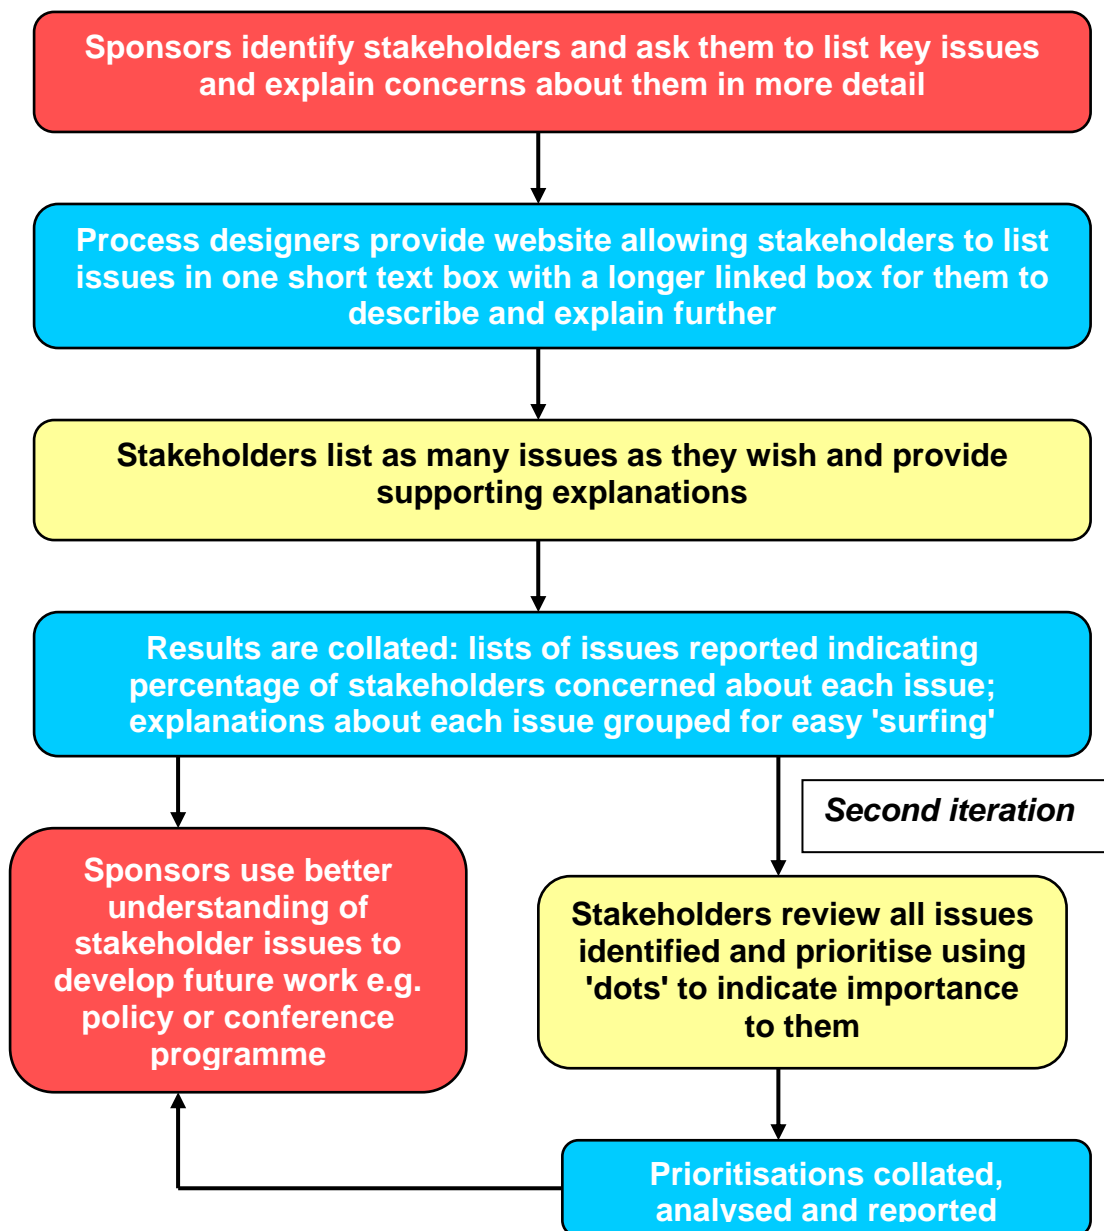 Sponsors identify stakeholders and ask them to list key issues
and explain concerns about them in more detail
Process designers provide website allowing stakeholders to list
issues in one short text box with a longer linked box for them to
describe and explain further
Stakeholders list as many issues as they wish and provide
supporting explanations
Results are collated: lists of issues reported indicating
percentage of stakeholders concerned about each issue;
explanations about each issue grouped for easy 'surfing'
Second iteration
Sponsors use better
understanding of
stakeholder issues to
develop future work e.g.
policy or conference
programme
Stakeholders review all issues
identified and prioritise using
'dots' to indicate importance
to them
Prioritisations collated,
analysed and reported